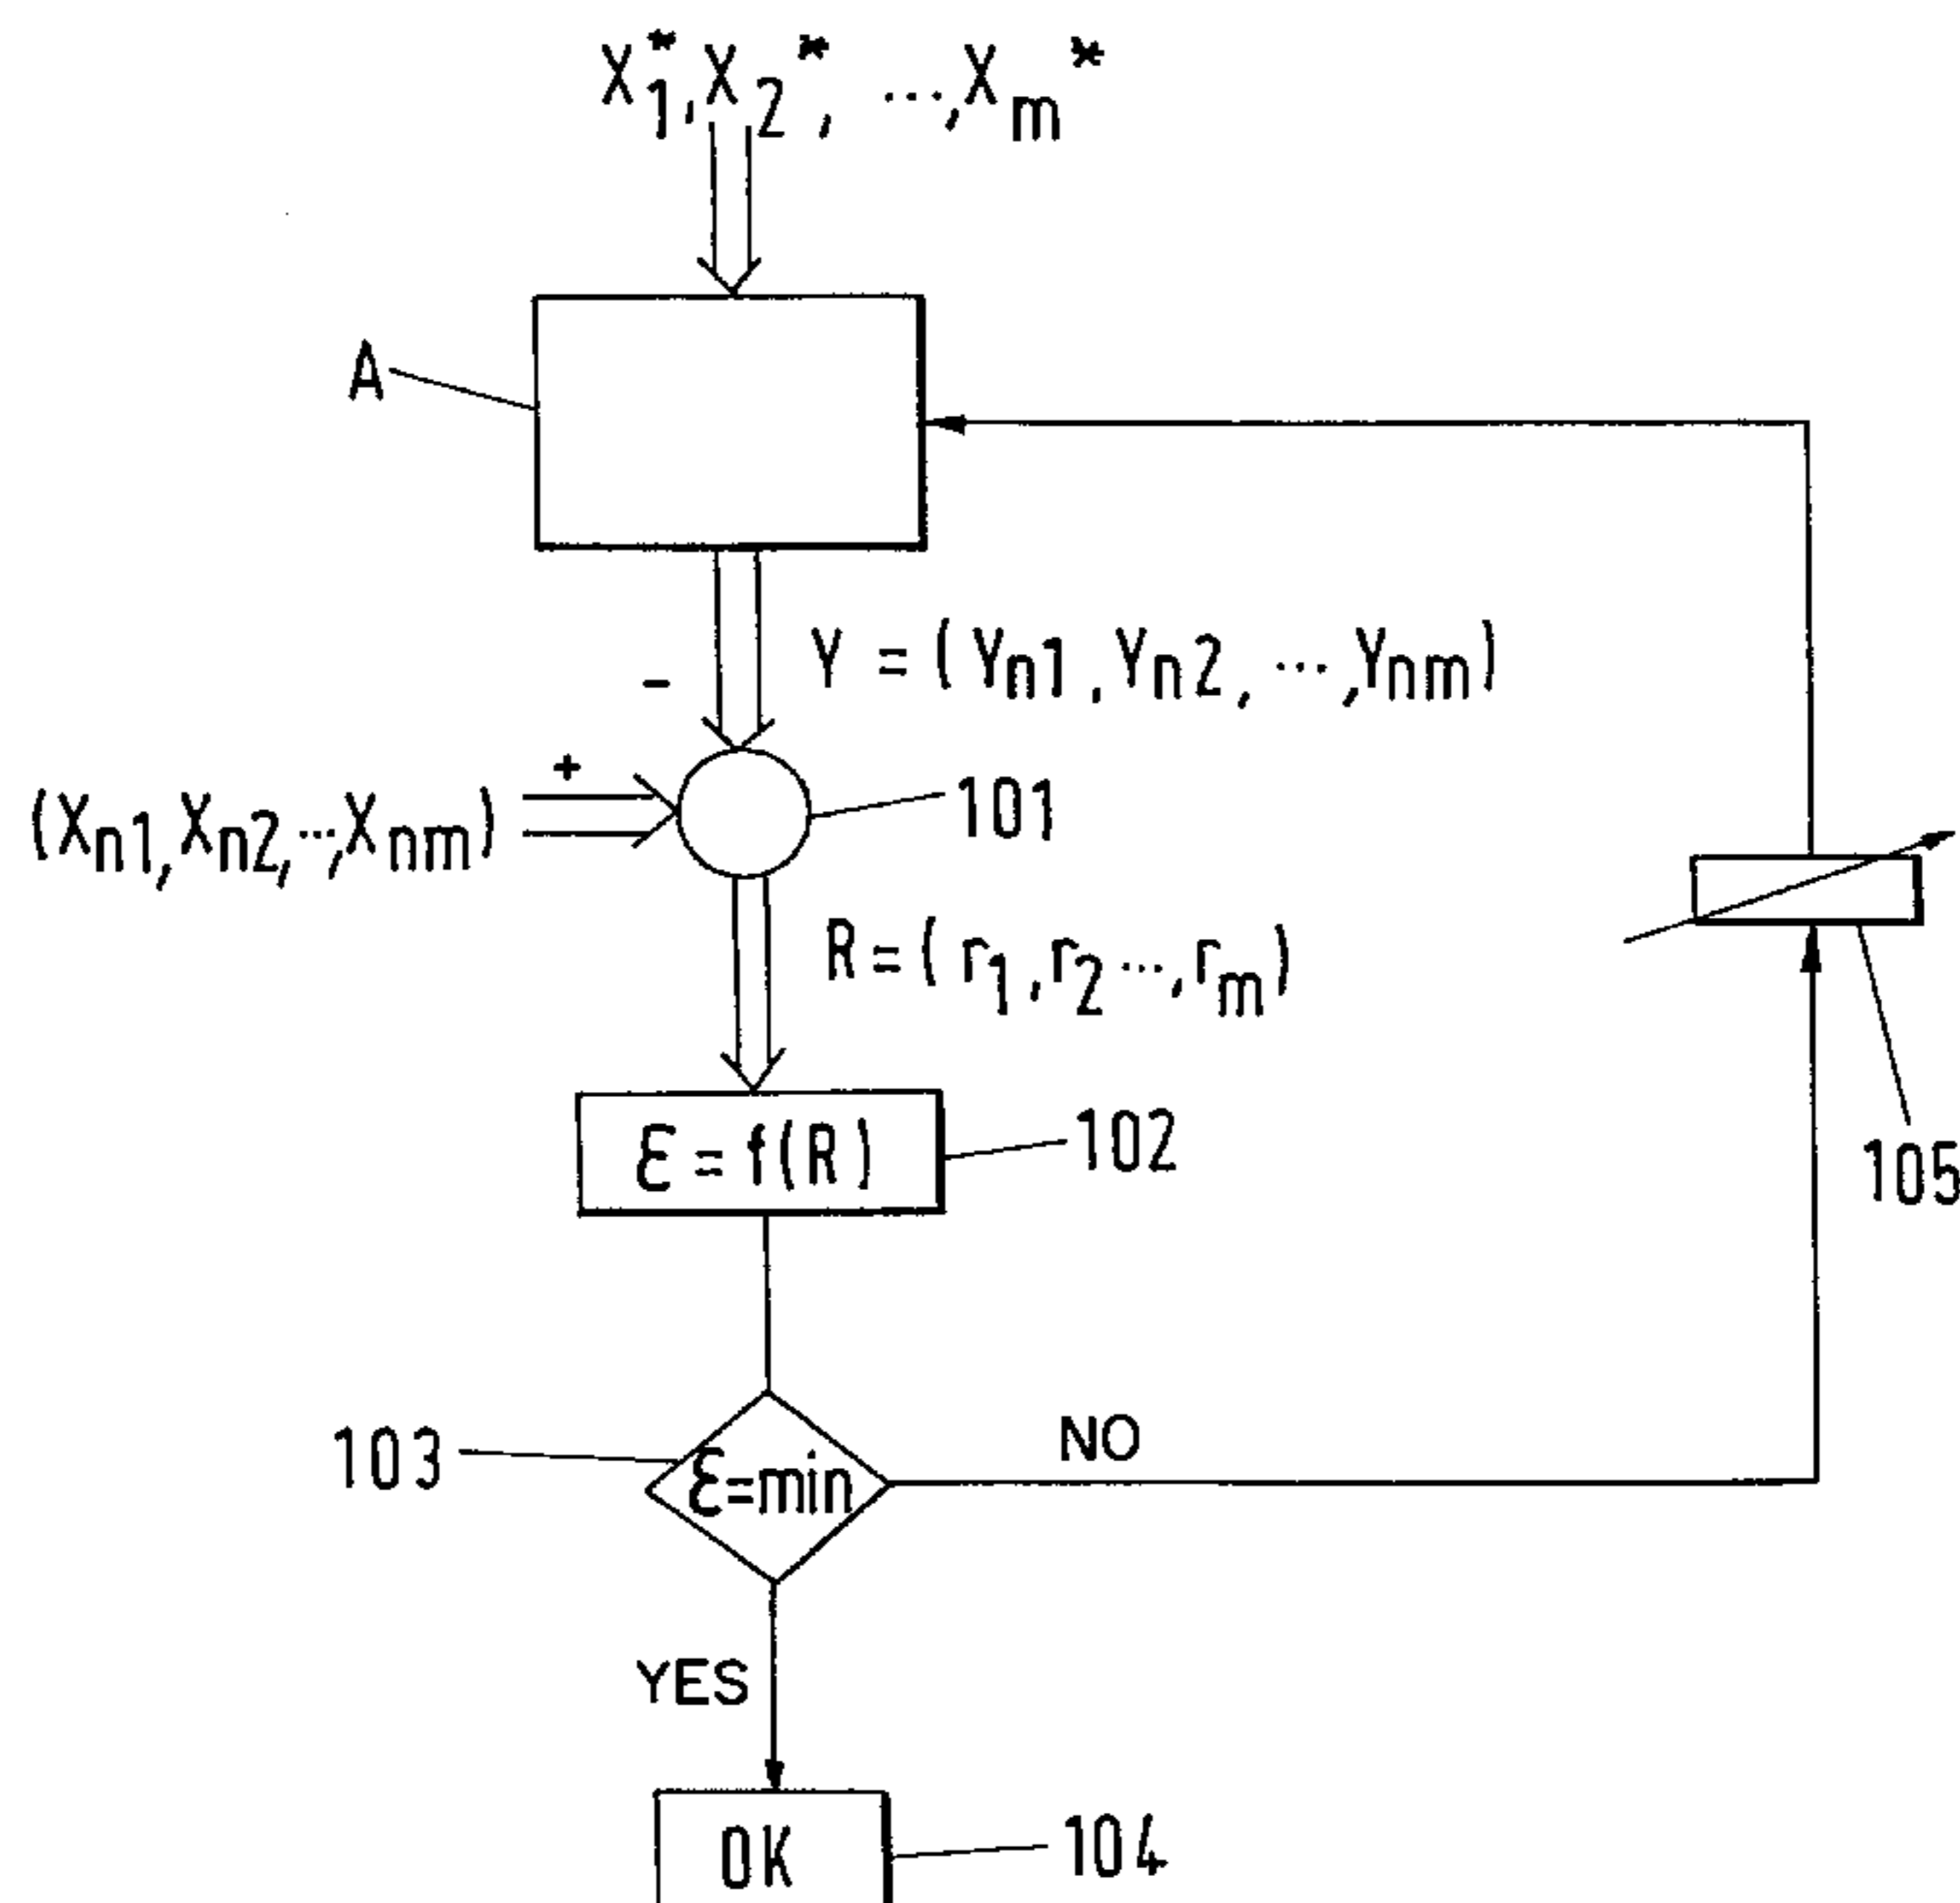 X₁*, X₂*, ..., Xₘ*
A
Y = (Yn1, Yn2, ..., Ynm)
-
+
101
(Xn1, Xn2, ..., Xnm)
R = (r₁, r₂ ..., rₘ)
ε = f(R)
102
105
NO
103
ε=min
YES
OK
104